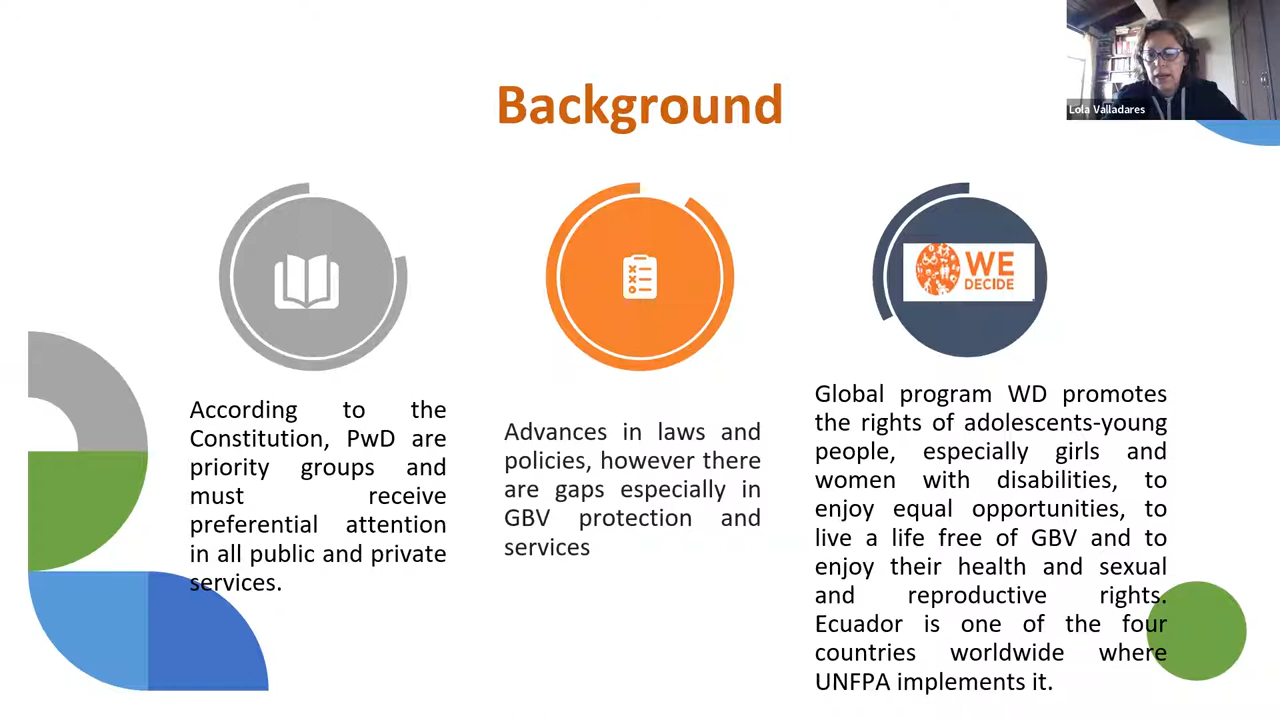 Lola Valladares
Background
WE
DECIDE
According to the
Constitution, PwD are
priority groups and
must receive
preferential attention
in all public and private
services.
Advances in laws and
policies, however there
are gaps especially in
GBV protection and
services
Global program WD promotes
the rights of adolescents-young
people, especially girls and
women with disabilities, to
enjoy equal opportunities, to
live a life free of GBV and to
enjoy their health and sexual
and reproductive rights.
Ecuador is one of the four
countries worldwide where
UNFPA implements it.